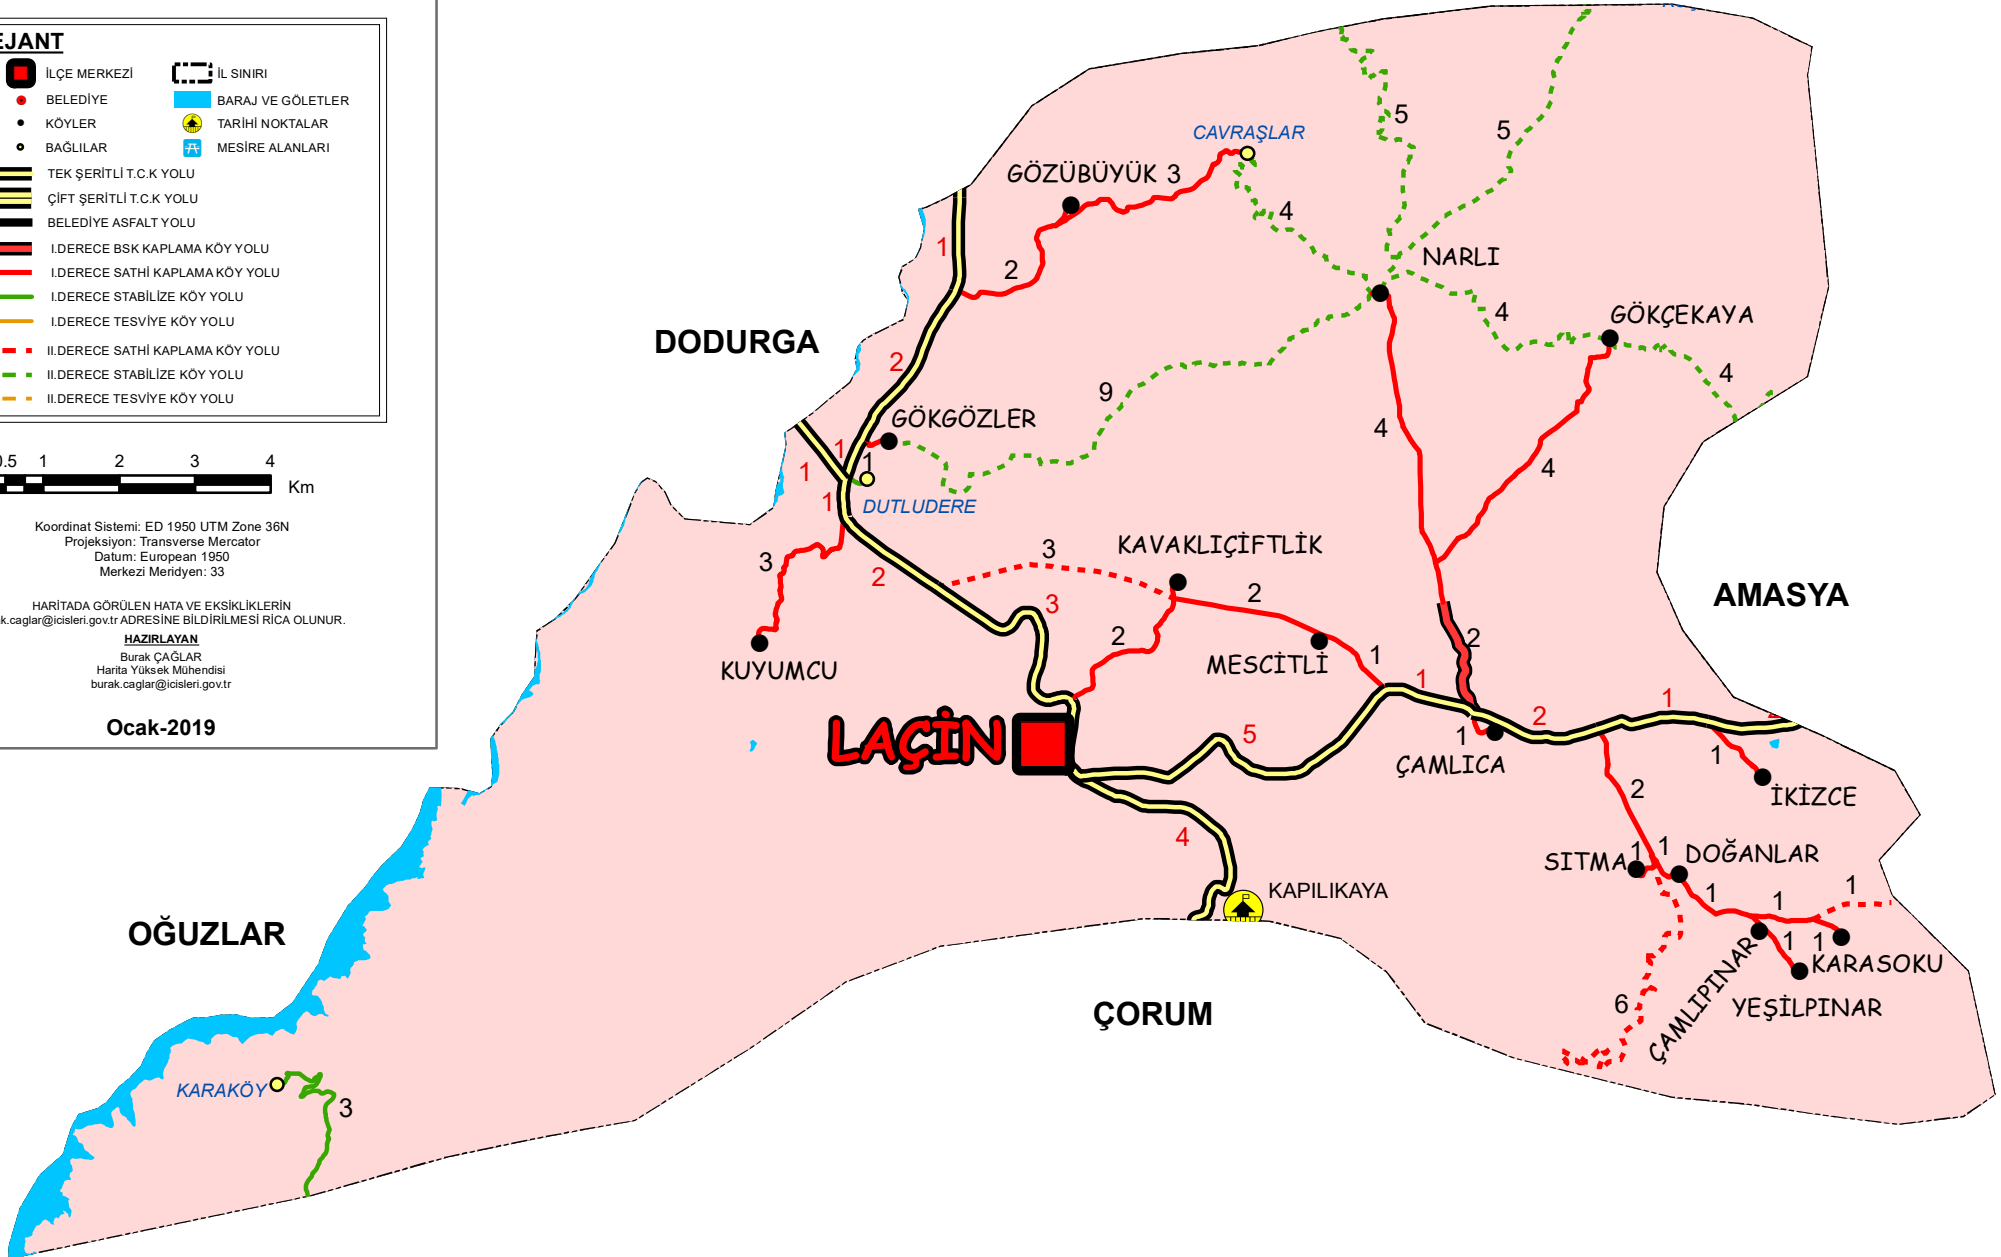 EJANT
İLÇE MERKEZİ
İL SINIRI
BELEDİYE
BARAJ VE GÖLETLER
KÖYLER
TARİHİ NOKTALAR
BAĞLILAR
MESİRE ALANLARI
TEK ŞERİTLİ T.C.K YOLU
ÇİFT ŞERİTLİ T.C.K YOLU
BELEDİYE ASFALT YOLU
I.DERECE BSK KAPLAMA KÖY YOLU
I.DERECE SATHİ KAPLAMA KÖY YOLU
I.DERECE STABİLİZE KÖY YOLU
I.DERECE TESVİYE KÖY YOLU
II.DERECE SATHİ KAPLAMA KÖY YOLU
II.DERECE STABİLİZE KÖY YOLU
II.DERECE TESVİYE KÖY YOLU
0.5 1 2 3 4
Km
Koordinat Sistemi: ED 1950 UTM Zone 36N
Projeksiyon: Transverse Mercator
Datum: European 1950
Merkezi Meridyen: 33
HARİTADA GÖRÜLEN HATA VE EKSİKLİKLERİN
k.caglar@icisleri.gov.tr ADRESİNE BİLDİRİLMESİ RİCA OLUNUR.
HAZIRLAYAN
Burak ÇAĞLAR
Harita Yüksek Mühendisi
burak.caglar@icisleri.gov.tr
Ocak-2019
5
5
CAVRAŞLAR
GÖZÜBÜYÜK 3
4
1
2
NARLI
4
GÖKÇEKAYA
DODURGA
2
4
9
GÖKGÖZLER
4
1
1
1
4
1
DUTLUDERE
KAVAKLIÇİFTLİK
3
3
2
2
3
AMASYA
2
2
KUYUMCU
MESCİTLİ
1
1
1
LAÇİN
5
2
1
ÇAMLICA
1
İKİZCE
2
4
SITMA
1
1
DOĞANLAR
KAPILIKAYA
1
1
1
OĞUZLAR
1
1
KARASOKU
ÇAMLIPINAR
YEŞİLPINAR
6
ÇORUM
KARAKÖY
3